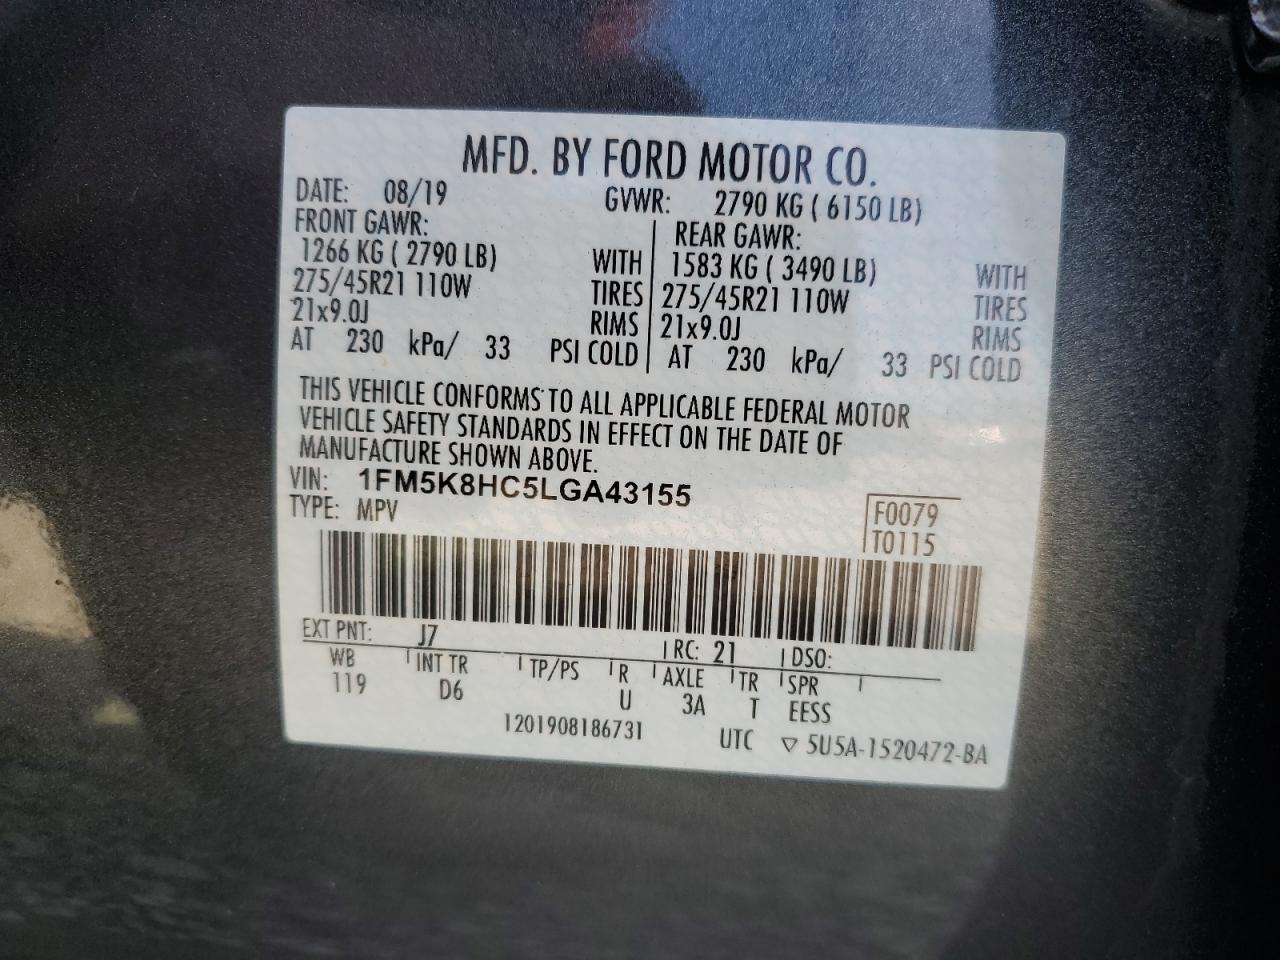 MFD. BY FORD MOTOR CO.
DATE: 08/19 GVWR: 2790 KG ( 6150 LB)
FRONT GAWR: REAR GAWR:
1266 KG ( 2790 LB) WITH 1583 KG ( 3490 LB) WITH
275/45R21 110W TIRES 275/45R21 110W TIRES
21x9.0J RIMS 21x9.0J RIMS
AT 230 kPa/ 33 PSI COLD AT 230 kPa/ 33 PSI COLD
THIS VEHICLE CONFORMS TO ALL APPLICABLE FEDERAL MOTOR
VEHICLE SAFETY STANDARDS IN EFFECT ON THE DATE OF
MANUFACTURE SHOWN ABOVE.
VIN: 1FM5K8HC5LGA43155
TYPE: MPV
F0079
T0115
EXT PNT: J7 RC: 21 DSO:
WB INT TR TP/PS R AXLE TR SPR
119 D6 U 3A T EESS
1201908186731 UTC ▽ 5U5A-1520472-BA